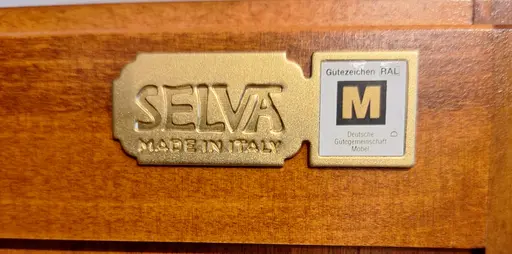 SELVA
MADE IN ITALY
Gütezeichen RAL
M
Deutsche
Gütegemeinschaft
Möbel